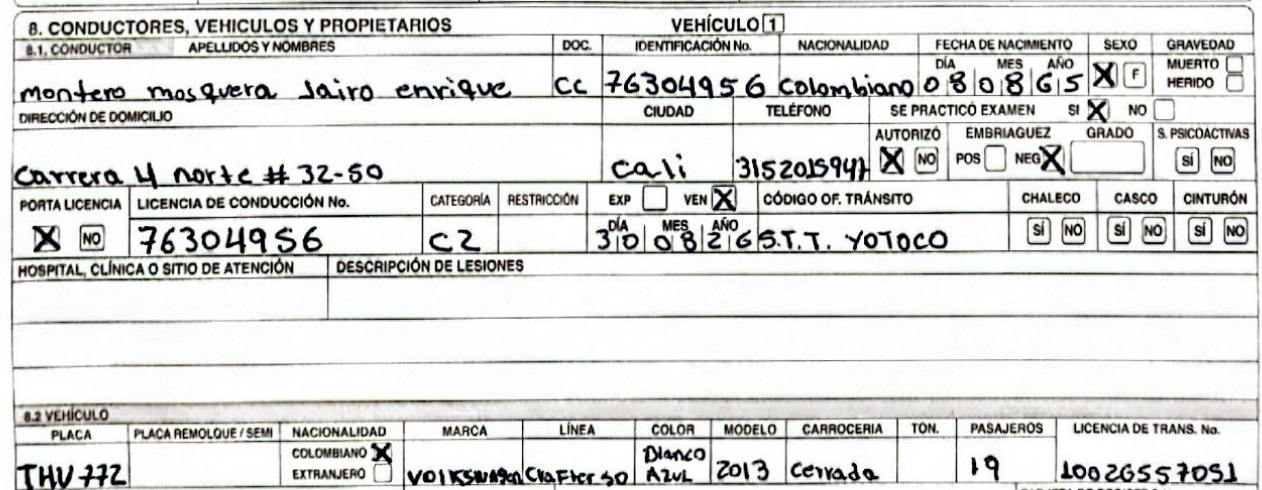 8. CONDUCTORES, VEHICULOS Y PROPIETARIOS VEHÍCULO 1
8.1. CONDUCTOR APELLIDOS Y NOMBRES DOC. IDENTIFICACIÓN No. NACIONALIDAD FECHA DE NACIMIENTO SEXO GRAVEDAD
DÍA MES AÑO MUERTO
montero mosquera Jairo enrique CC 76304956 Colombiano 08 08 65 X F HERIDO
DIRECCIÓN DE DOMICILIO CIUDAD TELÉFONO SE PRACTICÓ EXAMEN SI X NO
AUTORIZÓ EMBRIAGUEZ GRADO S. PSICOACTIVAS
Carrera 4 norte # 32-50 Cali 3152015941 X NO POS NEG X SÍ NO
PORTA LICENCIA LICENCIA DE CONDUCCIÓN No. CATEGORÍA RESTRICCIÓN EXP VEN X CÓDIGO OF. TRÁNSITO CHALECO CASCO CINTURÓN
DÍA MES AÑO
X NO 76304956 C2 30 08 26 S.T.T. YOTOCO SÍ NO SÍ NO SÍ NO
HOSPITAL, CLÍNICA O SITIO DE ATENCIÓN DESCRIPCIÓN DE LESIONES
8.2 VEHÍCULO
PLACA PLACA REMOLQUE / SEMI NACIONALIDAD MARCA LÍNEA COLOR MODELO CARROCERIA TON. PASAJEROS LICENCIA DE TRANS. No.
COLOMBIANO X Blanco
THV 772 EXTRANJERO VOlKSWAgen CraFter 50 AZUL 2013 Cerrada 19 10026557051